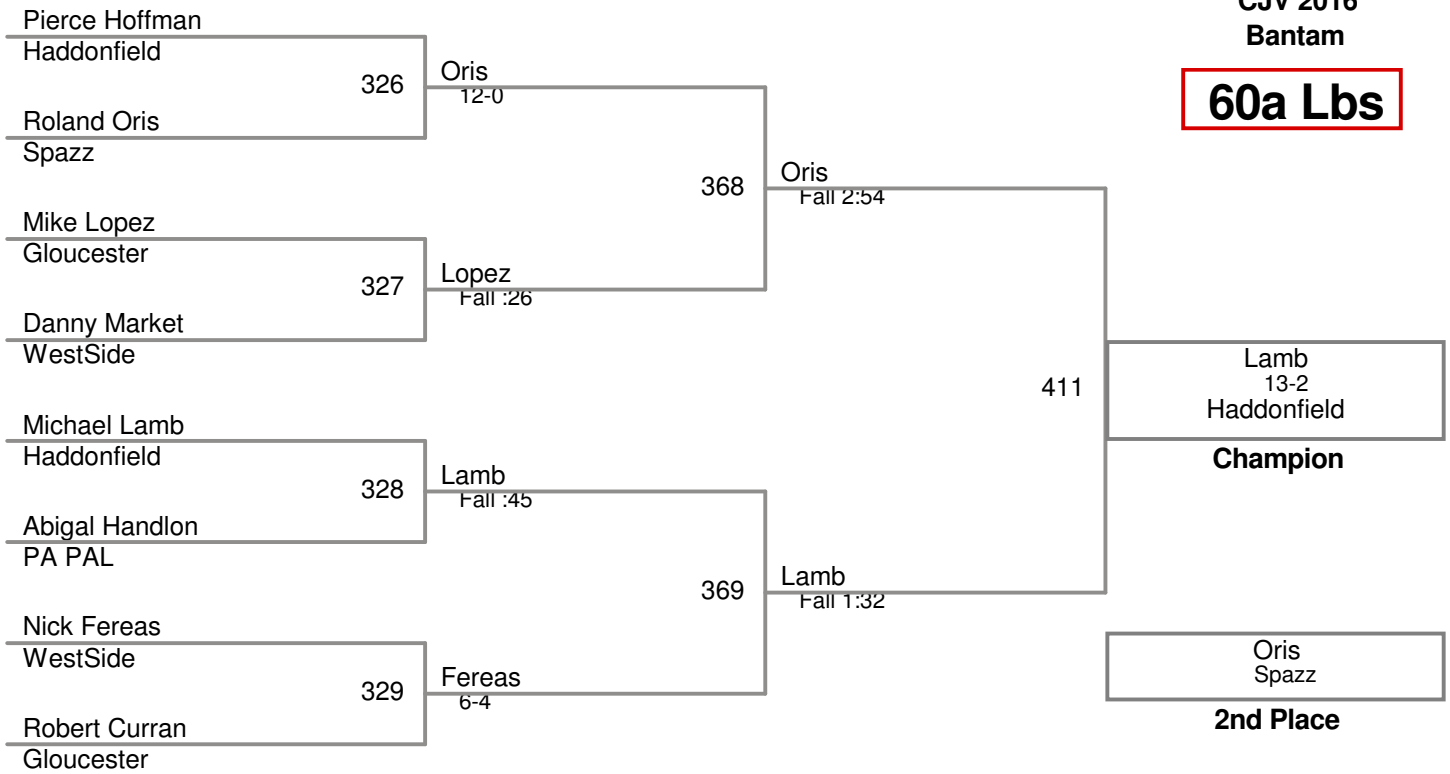 CJV 2016
Bantam
60a Lbs
Pierce Hoffman
Haddonfield
326
Oris
12-0
Roland Oris
Spazz
368
Oris
Fall 2:54
Mike Lopez
Gloucester
327
Lopez
Fall :26
Danny Market
WestSide
411
Lamb
13-2
Haddonfield
Champion
Michael Lamb
Haddonfield
328
Lamb
Fall :45
Abigal Handlon
PA PAL
369
Lamb
Fall 1:32
Nick Fereas
WestSide
329
Fereas
6-4
Robert Curran
Gloucester
Oris
Spazz
2nd Place